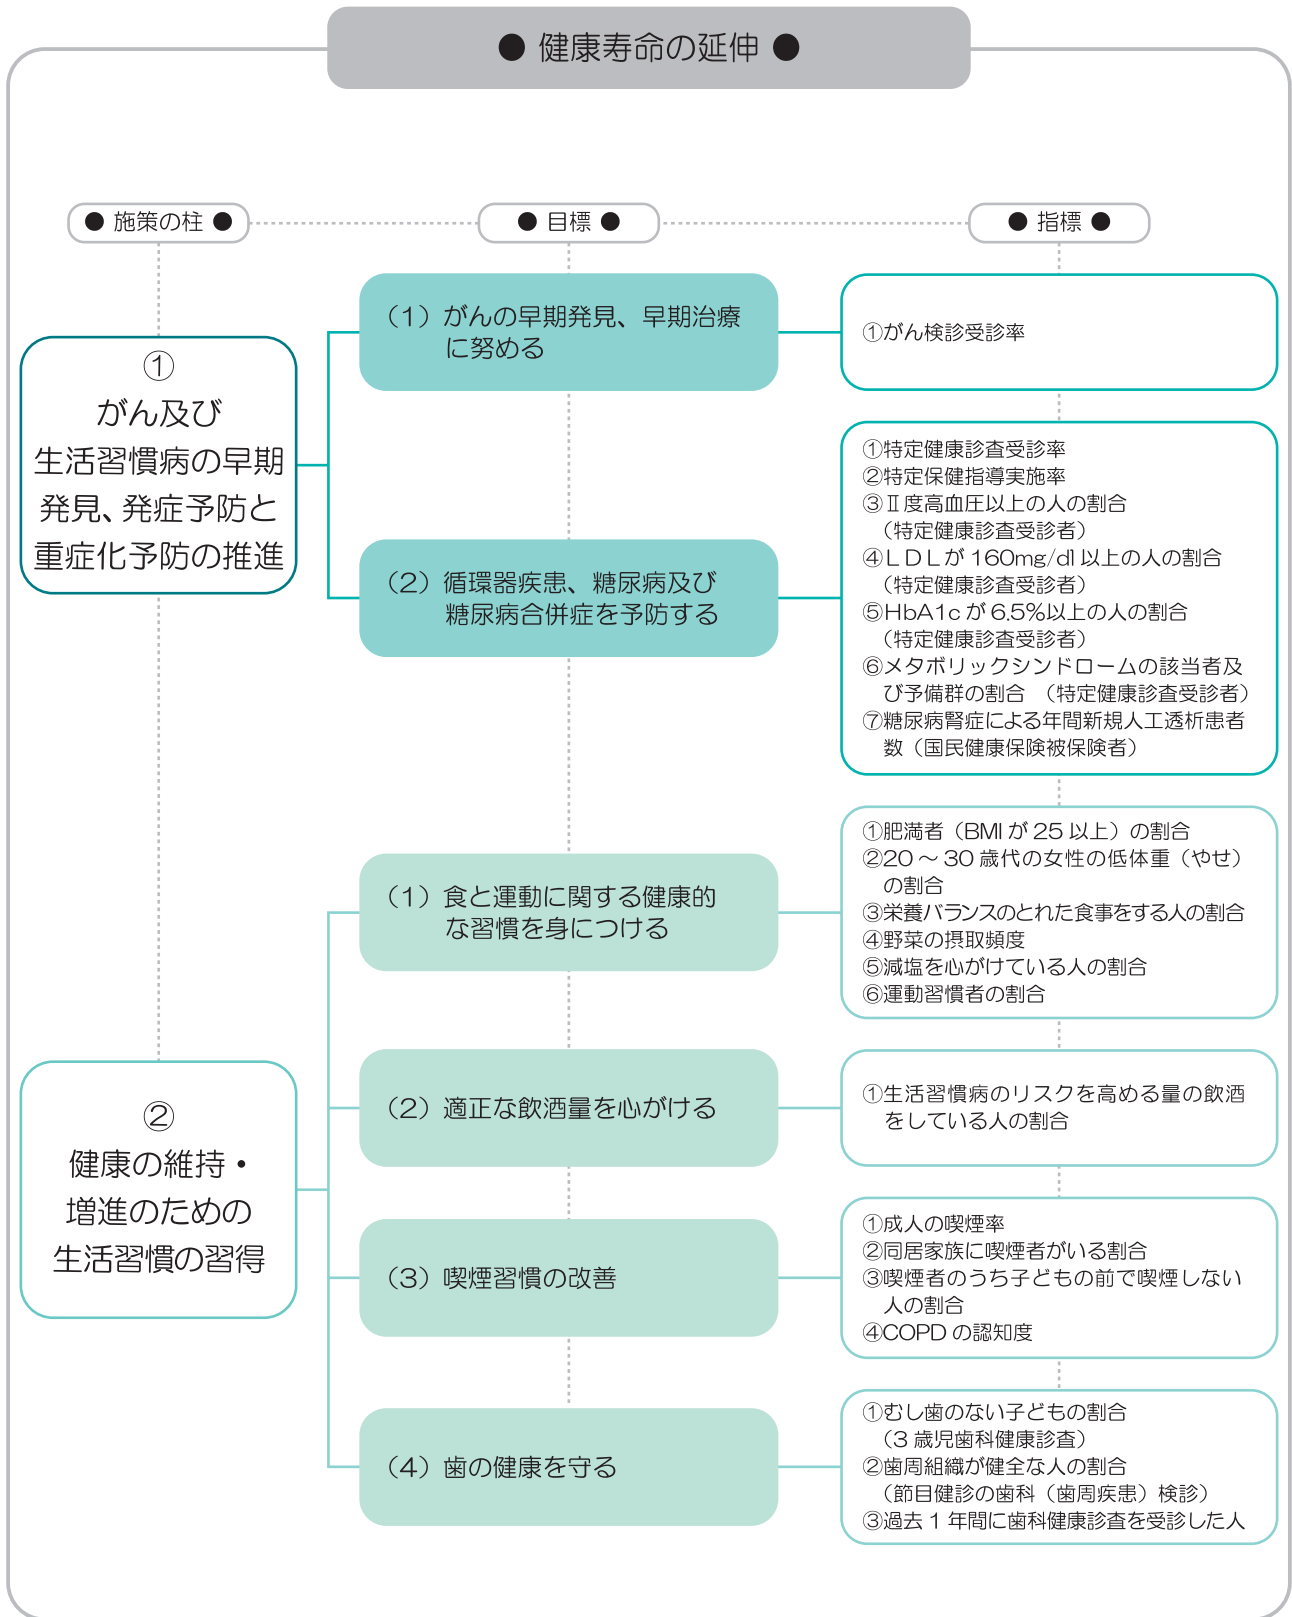 ● 健康寿命の延伸 ●
● 施策の柱 ●
● 目標 ●
● 指標 ●
①
がん及び
生活習慣病の早期
発見、発症予防と
重症化予防の推進
（1）がんの早期発見、早期治療
に努める
①がん検診受診率
（2）循環器疾患、糖尿病及び
糖尿病合併症を予防する
①特定健康診査受診率
②特定保健指導実施率
③Ⅱ度高血圧以上の人の割合
（特定健康診査受診者）
④ＬＤＬが 160mg/dl 以上の人の割合
（特定健康診査受診者）
⑤HbA1c が 6.5%以上の人の割合
（特定健康診査受診者）
⑥メタボリックシンドロームの該当者及
び予備群の割合　（特定健康診査受診者）
⑦糖尿病腎症による年間新規人工透析患者
数（国民健康保険被保険者）
②
健康の維持・
増進のための
生活習慣の習得
（1）食と運動に関する健康的
な習慣を身につける
①肥満者（BMI が 25 以上）の割合
②20 ～ 30 歳代の女性の低体重（やせ）
の割合
③栄養バランスのとれた食事をする人の割合
④野菜の摂取頻度
⑤減塩を心がけている人の割合
⑥運動習慣者の割合
（2）適正な飲酒量を心がける
①生活習慣病のリスクを高める量の飲酒
をしている人の割合
（3）喫煙習慣の改善
①成人の喫煙率
②同居家族に喫煙者がいる割合
③喫煙者のうち子どもの前で喫煙しない
人の割合
④COPD の認知度
（4）歯の健康を守る
①むし歯のない子どもの割合
（3 歳児歯科健康診査）
②歯周組織が健全な人の割合
（節目健診の歯科（歯周疾患）検診）
③過去 1 年間に歯科健康診査を受診した人